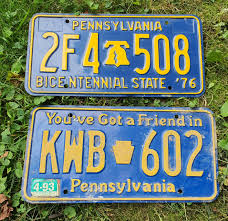 PENNSYLVANIA
2F4 508
BICENTENNIAL STATE '76
You've Got a Friend in
KWB 602
4-93
Pennsylvania